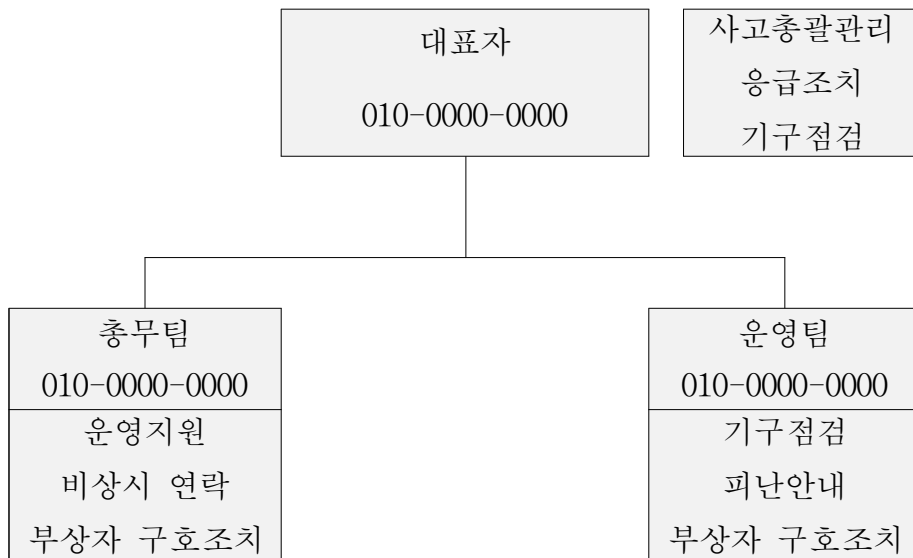 대표자
010-0000-0000
사고총괄관리
응급조치
기구점검
총무팀
010-0000-0000
운영지원
비상시 연락
부상자 구호조치
운영팀
010-0000-0000
기구점검
피난안내
부상자 구호조치